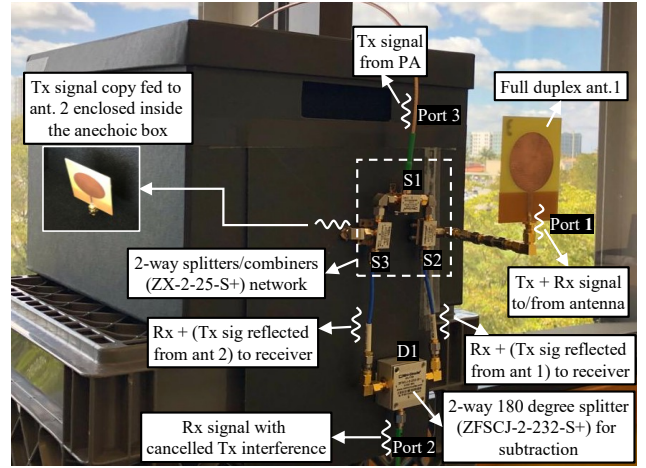 Tx signal
from PA
Tx signal copy fed to
ant. 2 enclosed inside
the anechoic box
Full duplex ant.1
Port 3
S1
Port 1
S3
S2
2-way splitters/combiners
(ZX-2-25-S+) network
Tx + Rx signal
to/from antenna
Rx + (Tx sig reflected
from ant 2) to receiver
D1
Rx + (Tx sig reflected
from ant 1) to receiver
2-way 180 degree splitter
(ZFSCJ-2-232-S+) for
subtraction
Rx signal with
cancelled Tx interference
Port 2